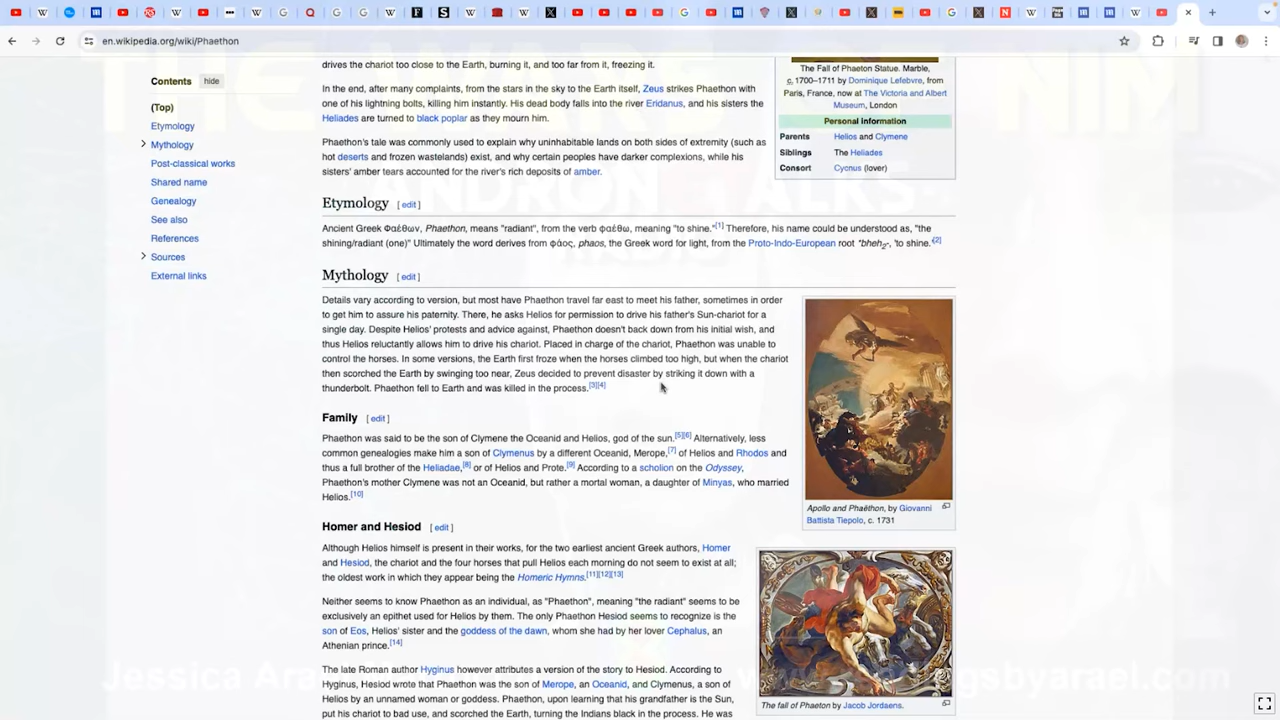 en.wikipedia.org/wiki/Phaethon
Contents hide
(Top)
Etymology
Mythology
Post-classical works
Shared name
Genealogy
See also
References
Sources
External links
drives the chariot too close to the Earth, burning it, and too far from it, freezing it.
In the end, after many complaints, from the stars in the sky to the Earth itself, Zeus strikes Phaethon with
one of his lightning bolts, killing him instantly. His dead body falls into the river Eridanus, and his sisters the
Heliades are turned to black poplar as they mourn him.
Phaethon's tale was commonly used to explain why uninhabitable lands on both sides of extremity (such as
hot deserts and frozen wastelands) exist, and why certain peoples have darker complexions, while his
sisters' amber tears accounted for the river's rich deposits of amber.
The Fall of Phaeton Statue. Marble,
c. 1700–1711 by Dominique Lefebvre, from
Paris, France, now at The Victoria and Albert
Museum, London
Personal Information
Parents Helios and Clymene
Siblings The Heliades
Consort Cycnus (lover)
Etymology [ edit ]
Ancient Greek Φαέθων, Phaethon, means "radiant", from the verb φαέθω, meaning "to shine."[1] Therefore, his name could be understood as, "the
shining/radiant (one)" Ultimately the word derives from φάος, phaos, the Greek word for light, from the Proto-Indo-European root *bheh2-, 'to shine.'[2]
Mythology [ edit ]
Details vary according to version, but most have Phaethon travel far east to meet his father, sometimes in order
to get him to assure his paternity. There, he asks Helios for permission to drive his father's Sun-chariot for a
single day. Despite Helios' protests and advice against, Phaethon doesn't back down from his initial wish, and
thus Helios reluctantly allows him to drive his chariot. Placed in charge of the chariot, Phaethon was unable to
control the horses. In some versions, the Earth first froze when the horses climbed too high, but when the chariot
then scorched the Earth by swinging too near, Zeus decided to prevent disaster by striking it down with a
thunderbolt. Phaethon fell to Earth and was killed in the process.[3][4]
Apollo and Phaëthon, by Giovanni
Battista Tiepolo, c. 1731
Family [ edit ]
Phaethon was said to be the son of Clymene the Oceanid and Helios, god of the sun.[5][6] Alternatively, less
common genealogies make him a son of Clymenus by a different Oceanid, Merope,[7] of Helios and Rhodos and
thus a full brother of the Heliadae,[8] or of Helios and Prote.[9] According to a scholion on the Odyssey,
Phaethon's mother Clymene was not an Oceanid, but rather a mortal woman, a daughter of Minyas, who married
Helios.[10]
Homer and Hesiod [ edit ]
Although Helios himself is present in their works, for the two earliest ancient Greek authors, Homer
and Hesiod, the chariot and the four horses that pull Helios each morning do not seem to exist at all;
the oldest work in which they appear being the Homeric Hymns.[11][12][13]
Neither seems to know Phaethon as an individual, as "Phaethon", meaning "the radiant" seems to be
exclusively an epithet used for Helios by them. The only Phaethon Hesiod seems to recognize is the
son of Eos, Helios' sister and the goddess of the dawn, whom she had by her lover Cephalus, an
Athenian prince.[14]
The late Roman author Hyginus however attributes a version of the story to Hesiod. According to
Hyginus, Hesiod wrote that Phaethon was the son of Merope, an Oceanid, and Clymenus, a son of
Helios by an unnamed woman or goddess. Phaethon, upon learning that his grandfather is the Sun,
put his chariot to bad use, and scorched the Earth, turning the Indians black in the process. He was
The fall of Phaeton by Jacob Jordaens.
Jessica